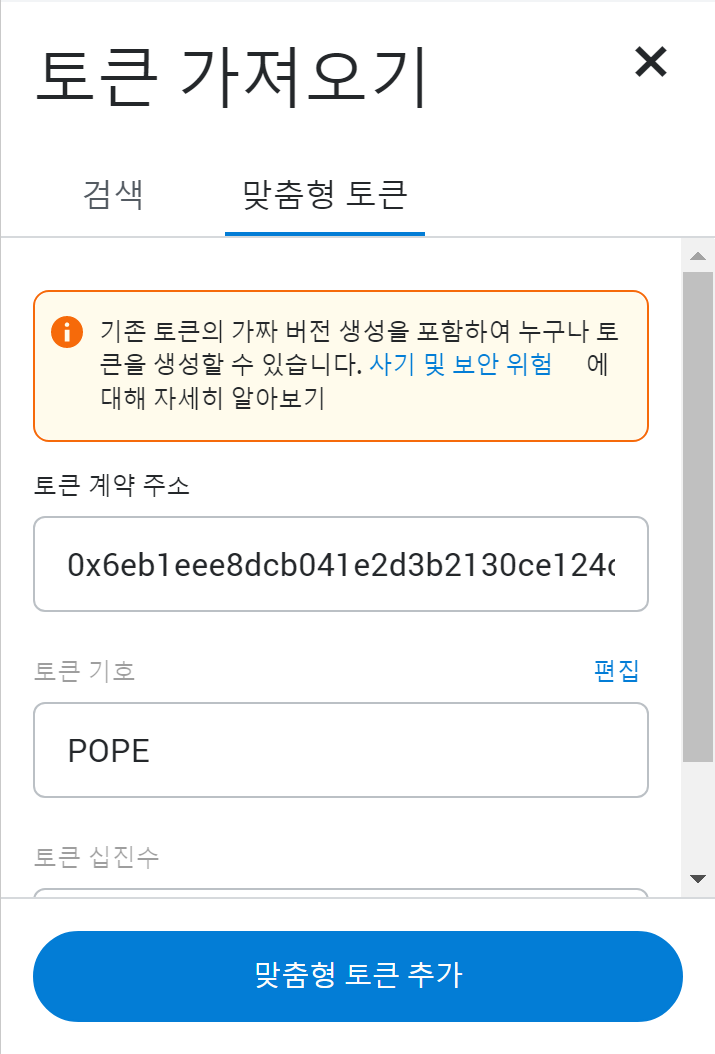 토큰 가져오기
검색
맞춤형 토큰
기존 토큰의 가짜 버전 생성을 포함하여 누구나 토
큰을 생성할 수 있습니다. 사기 및 보안 위험 에
대해 자세히 알아보기
토큰 계약 주소
0x6eb1eee8dcb041e2d3b2130ce124c
토큰 기호
편집
POPE
토큰 십진수
맞춤형 토큰 추가